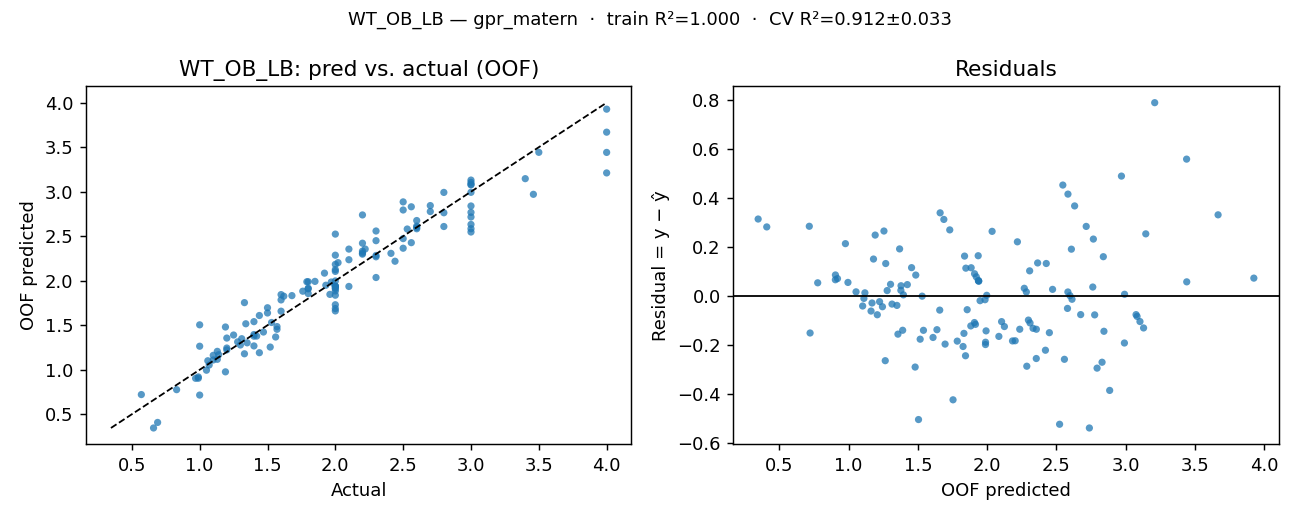 WT_OB_LB — gpr_matern · train R²=1.000 · CV R²=0.912±0.033
WT_OB_LB: pred vs. actual (OOF)
OOF predicted
4.0
3.5
3.0
2.5
2.0
1.5
1.0
0.5
0.5 1.0 1.5 2.0 2.5 3.0 3.5 4.0
Actual
Residuals
Residual = y − ŷ
0.8
0.6
0.4
0.2
0.0
−0.2
−0.4
−0.6
0.5 1.0 1.5 2.0 2.5 3.0 3.5 4.0
OOF predicted